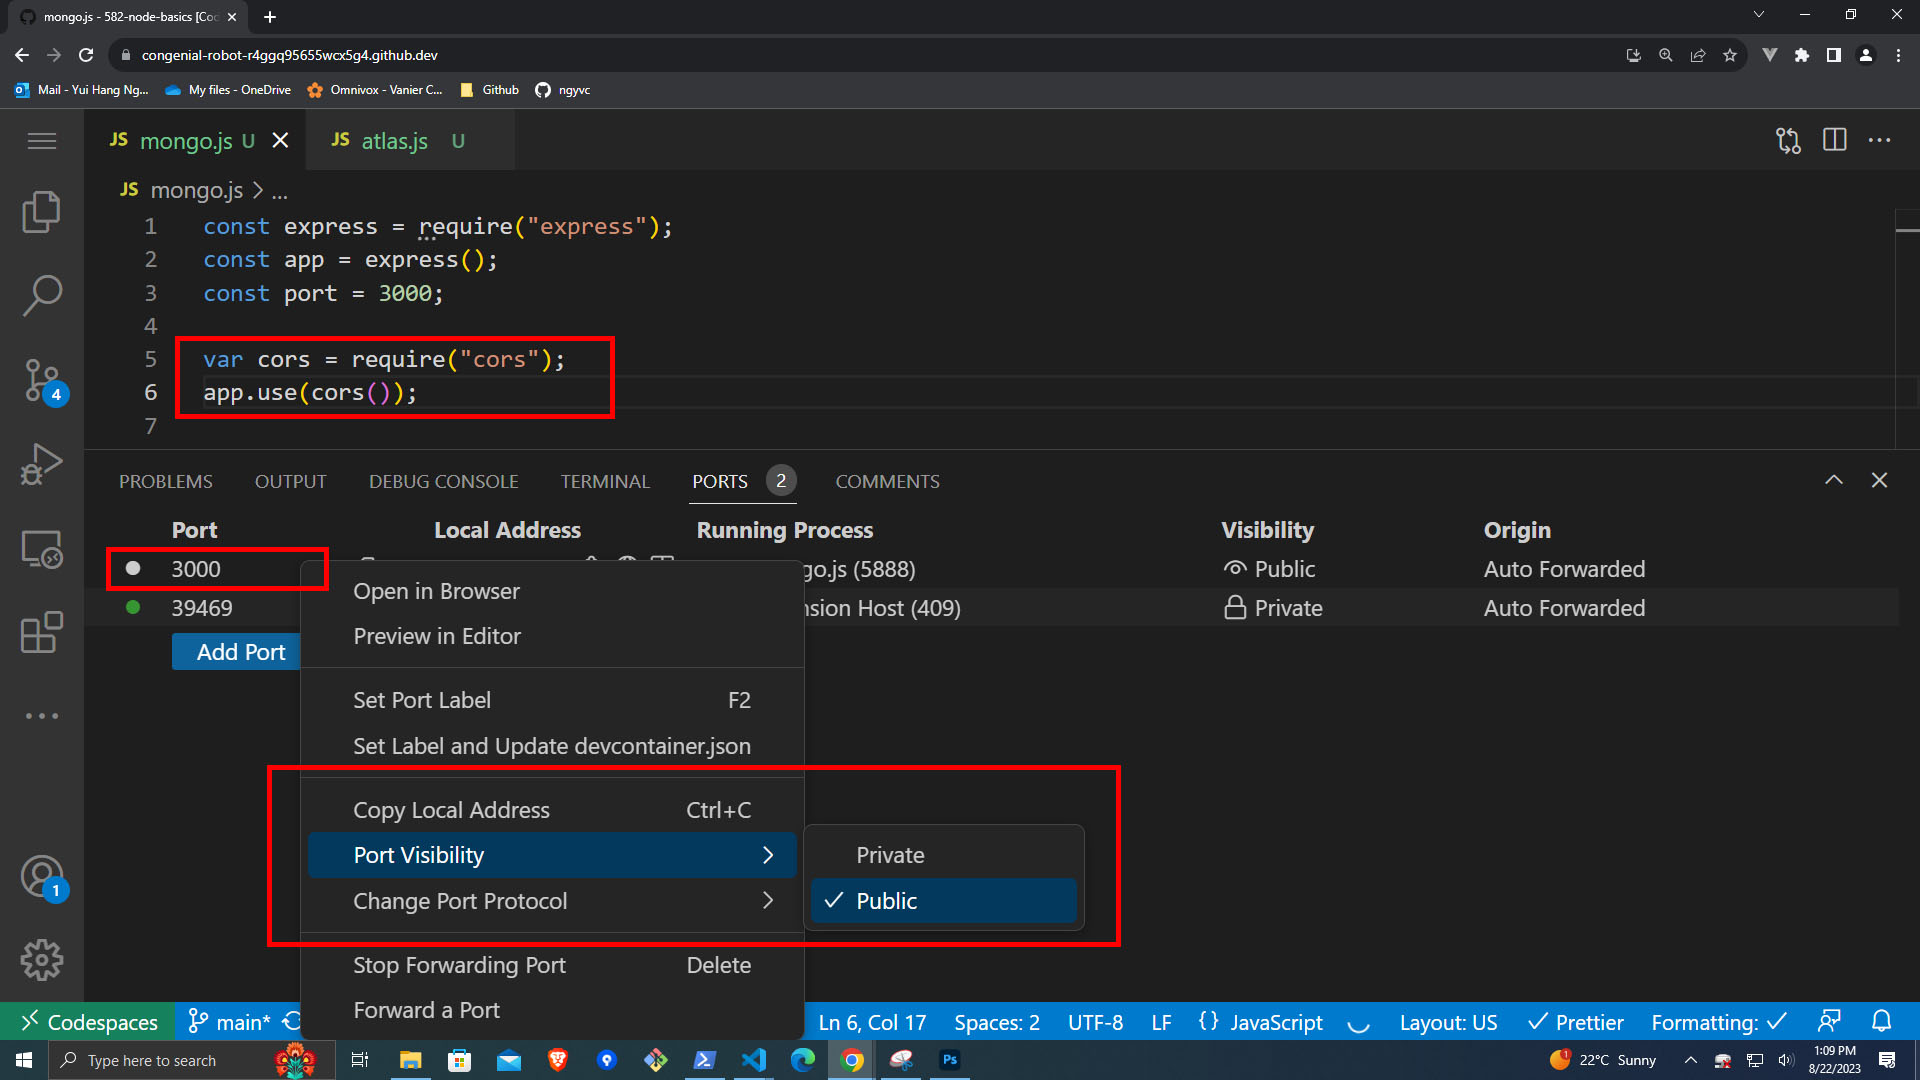 mongo.js - 582-node-basics [Cod
congenial-robot-r4ggq95655wcx5g4.github.dev
Mail - Yui Hang Ng... My files - OneDrive Omnivox - Vanier C... Github ngyvc
JS mongo.js U JS atlas.js U
JS mongo.js > ...
1 const express = require("express");
2 const app = express();
3 const port = 3000;
4
5 var cors = require("cors");
6 app.use(cors());
7
4
PROBLEMS OUTPUT DEBUG CONSOLE TERMINAL PORTS 2 COMMENTS
Port Local Address Running Process Visibility Origin
3000 go.js (5888) Public Auto Forwarded
39469 nsion Host (409) Private Auto Forwarded
Add Port
Open in Browser
Preview in Editor
Set Port Label F2
Set Label and Update devcontainer.json
Copy Local Address Ctrl+C
Port Visibility
Private
Change Port Protocol
Public
1
Stop Forwarding Port Delete
Forward a Port
Codespaces main* Ln 6, Col 17 Spaces: 2 UTF-8 LF {} JavaScript Layout: US Prettier Formatting:
Type here to search Ps 1 22°C Sunny 1:09 PM
8/22/2023